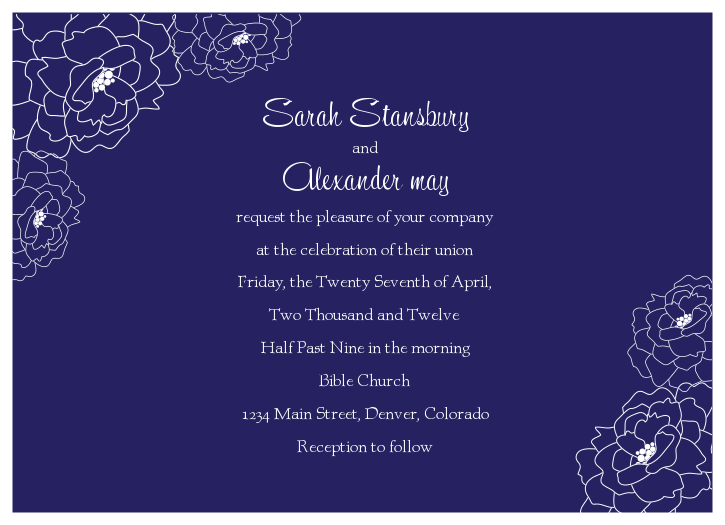 Sarah Stansbury
and
Alexander may
request the pleasure of your company
at the celebration of their union
Friday, the Twenty Seventh of April,
Two Thousand and Twelve
Half Past Nine in the morning
Bible Church
1234 Main Street, Denver, Colorado
Reception to follow